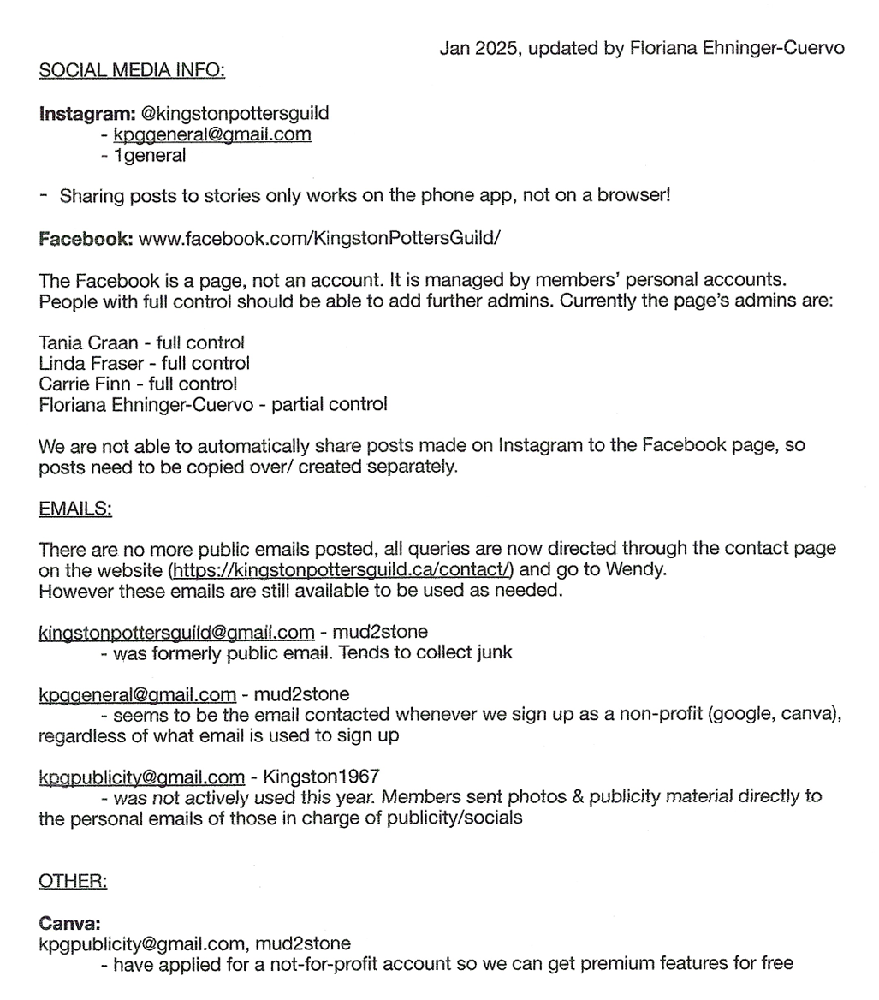 Jan 2025, updated by Floriana Ehninger-Cuervo
SOCIAL MEDIA INFO:
Instagram: @kingstonpottersguild
- kpggeneral@gmail.com
- 1general
- Sharing posts to stories only works on the phone app, not on a browser!
Facebook: www.facebook.com/KingstonPottersGuild/
The Facebook is a page, not an account. It is managed by members' personal accounts.
People with full control should be able to add further admins. Currently the page's admins are:
Tania Craan - full control
Linda Fraser - full control
Carrie Finn - full control
Floriana Ehninger-Cuervo - partial control
We are not able to automatically share posts made on Instagram to the Facebook page, so
posts need to be copied over/ created separately.
EMAILS:
There are no more public emails posted, all queries are now directed through the contact page
on the website (https://kingstonpottersguild.ca/contact/) and go to Wendy.
However these emails are still available to be used as needed.
kingstonpottersguild@gmail.com - mud2stone
- was formerly public email. Tends to collect junk
kpggeneral@gmail.com - mud2stone
- seems to be the email contacted whenever we sign up as a non-profit (google, canva),
regardless of what email is used to sign up
kpgpublicity@gmail.com - Kingston1967
- was not actively used this year. Members sent photos & publicity material directly to
the personal emails of those in charge of publicity/socials
OTHER:
Canva:
kpgpublicity@gmail.com, mud2stone
- have applied for a not-for-profit account so we can get premium features for free